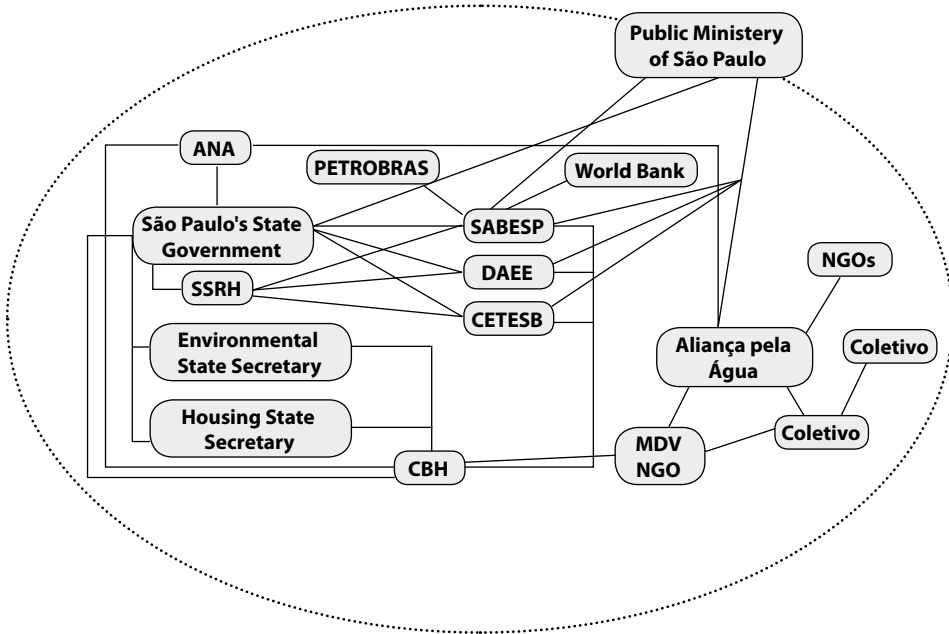 Public Ministery
of São Paulo
ANA
PETROBRAS
World Bank
São Paulo's State
Government
SABESP
NGOs
DAEE
SSRH
CETESB
Environmental
State Secretary
Aliança pela
Água
Coletivo
Housing State
Secretary
Coletivo
MDV
NGO
CBH